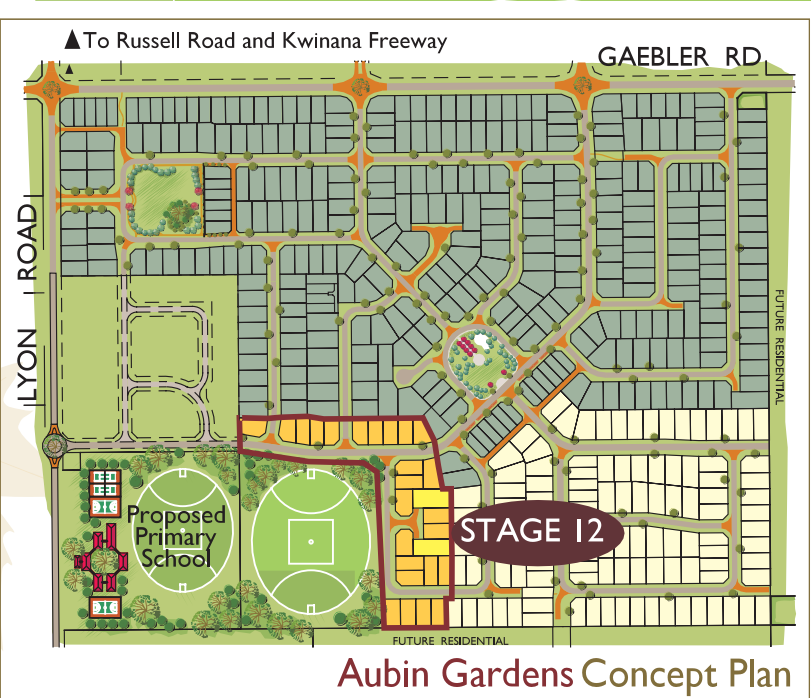 To Russell Road and Kwinana Freeway
GAEBLER RD
LYON ROAD
FUTURE RESIDENTIAL
Proposed
Primary
School
STAGE 12
FUTURE RESIDENTIAL
Aubin Gardens Concept Plan